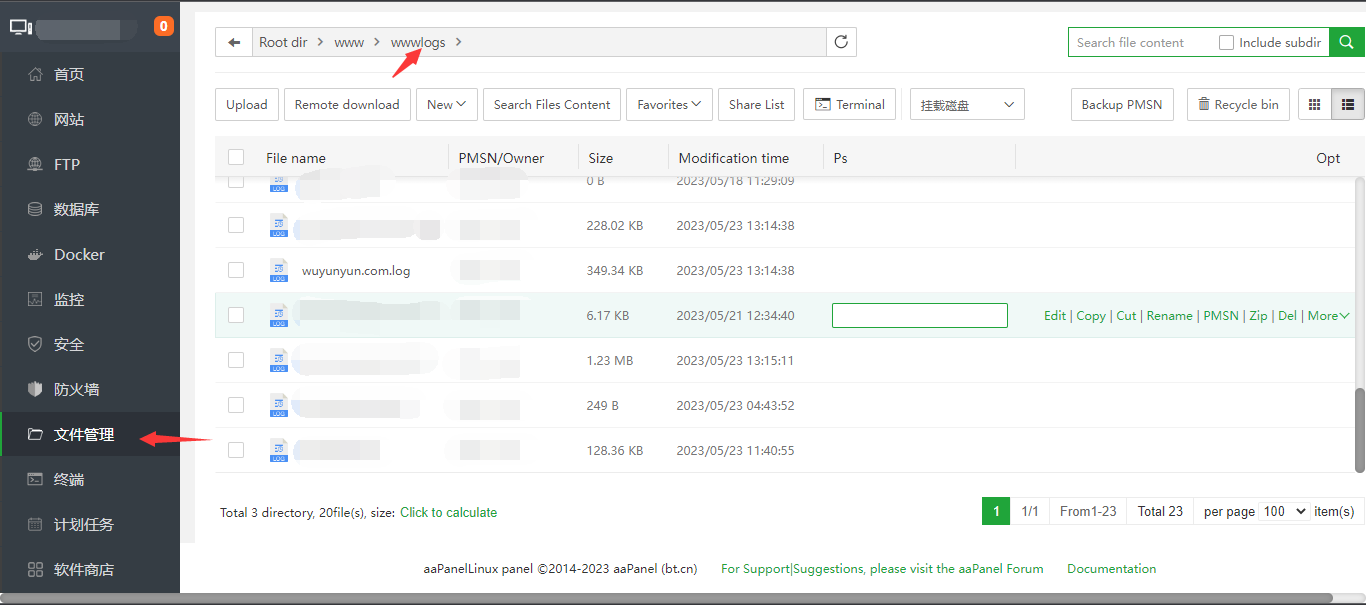 0
首页
网站
FTP
数据库
Docker
监控
安全
防火墙
文件管理
终端
计划任务
软件商店
Root dir > www > wwwlogs >
Search file content Include subdir
Upload Remote download New Search Files Content Favorites Share List Terminal 挂载磁盘 Backup PMSN Recycle bin
File name PMSN/Owner Size Modification time Ps Opt
LOG 0 B 2023/05/18 11:29:09
LOG 228.02 KB 2023/05/23 13:14:38
LOG wuyunyun.com.log 349.34 KB 2023/05/23 13:14:38
LOG 6.17 KB 2023/05/21 12:34:40 Edit | Copy | Cut | Rename | PMSN | Zip | Del | More
LOG 1.23 MB 2023/05/23 13:15:11
LOG 249 B 2023/05/23 04:43:52
LOG 128.36 KB 2023/05/23 11:40:55
Total 3 directory, 20file(s), size: Click to calculate 1 1/1 From1-23 Total 23 per page 100 item(s)
aaPanelLinux panel ©2014-2023 aaPanel (bt.cn) For Support|Suggestions, please visit the aaPanel Forum Documentation